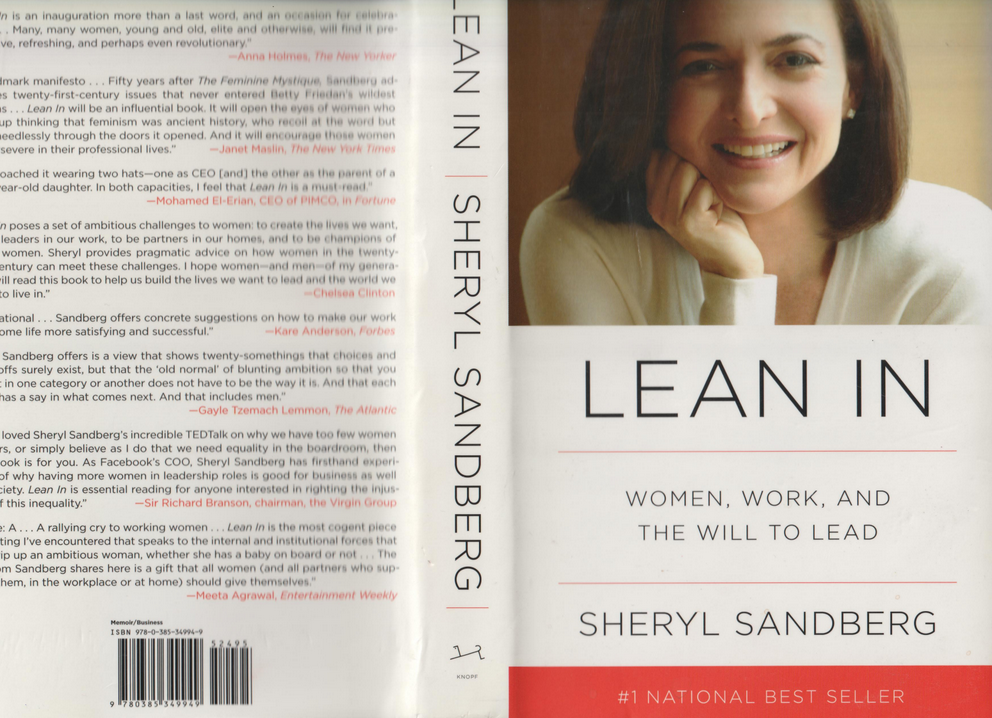 In is an inauguration more than a last word, and an occasion for celebra-
. . Many, many women, young and old, elite and otherwise, will find it pre-
ve, refreshing, and perhaps even revolutionary."
—Anna Holmes, The New Yorker
dmark manifesto . . . Fifty years after The Feminine Mystique, Sandberg ad-
es twenty-first-century issues that never entered Betty Friedan's wildest
s . . . Lean In will be an influential book. It will open the eyes of women who
up thinking that feminism was ancient history, who recoil at the word but
needlessly through the doors it opened. And it will encourage those women
severe in their professional lives." —Janet Maslin, The New York Times
oached it wearing two hats—one as CEO [and] the other as the parent of a
year-old daughter. In both capacities, I feel that Lean In is a must-read."
—Mohamed El-Erian, CEO of PIMCO, in Fortune
n poses a set of ambitious challenges to women: to create the lives we want,
leaders in our work, to be partners in our homes, and to be champions of
women. Sheryl provides pragmatic advice on how women in the twenty-
entury can meet these challenges. I hope women—and men—of my genera-
ill read this book to help us build the lives we want to lead and the world we
to live in." —Chelsea Clinton
ational . . . Sandberg offers concrete suggestions on how to make our work
ome life more satisfying and successful." —Kare Anderson, Forbes
Sandberg offers is a view that shows twenty-somethings that choices and
offs surely exist, but that the 'old normal' of blunting ambition so that you
t in one category or another does not have to be the way it is. And that each
has a say in what comes next. And that includes men."
—Gayle Tzemach Lemmon, The Atlantic
loved Sheryl Sandberg's incredible TEDTalk on why we have too few women
rs, or simply believe as I do that we need equality in the boardroom, then
ook is for you. As Facebook's COO, Sheryl Sandberg has firsthand experi-
of why having more women in leadership roles is good for business as well
ciety. Lean In is essential reading for anyone interested in righting the injus-
f this inequality." —Sir Richard Branson, chairman, the Virgin Group
e: A . . . A rallying cry to working women . . . Lean In is the most cogent piece
ting I've encountered that speaks to the internal and institutional forces that
ip up an ambitious woman, whether she has a baby on board or not . . . The
om Sandberg shares here is a gift that all women (and all partners who sup-
hem, in the workplace or at home) should give themselves."
—Meeta Agrawal, Entertainment Weekly
Memoir/Business
ISBN 978-0-385-34994-9
52495
9 780385 349949
LEAN IN | SHERYL SANDBERG
KNOPF
LEAN IN
WOMEN, WORK, AND
THE WILL TO LEAD
SHERYL SANDBERG
#1 NATIONAL BEST SELLER